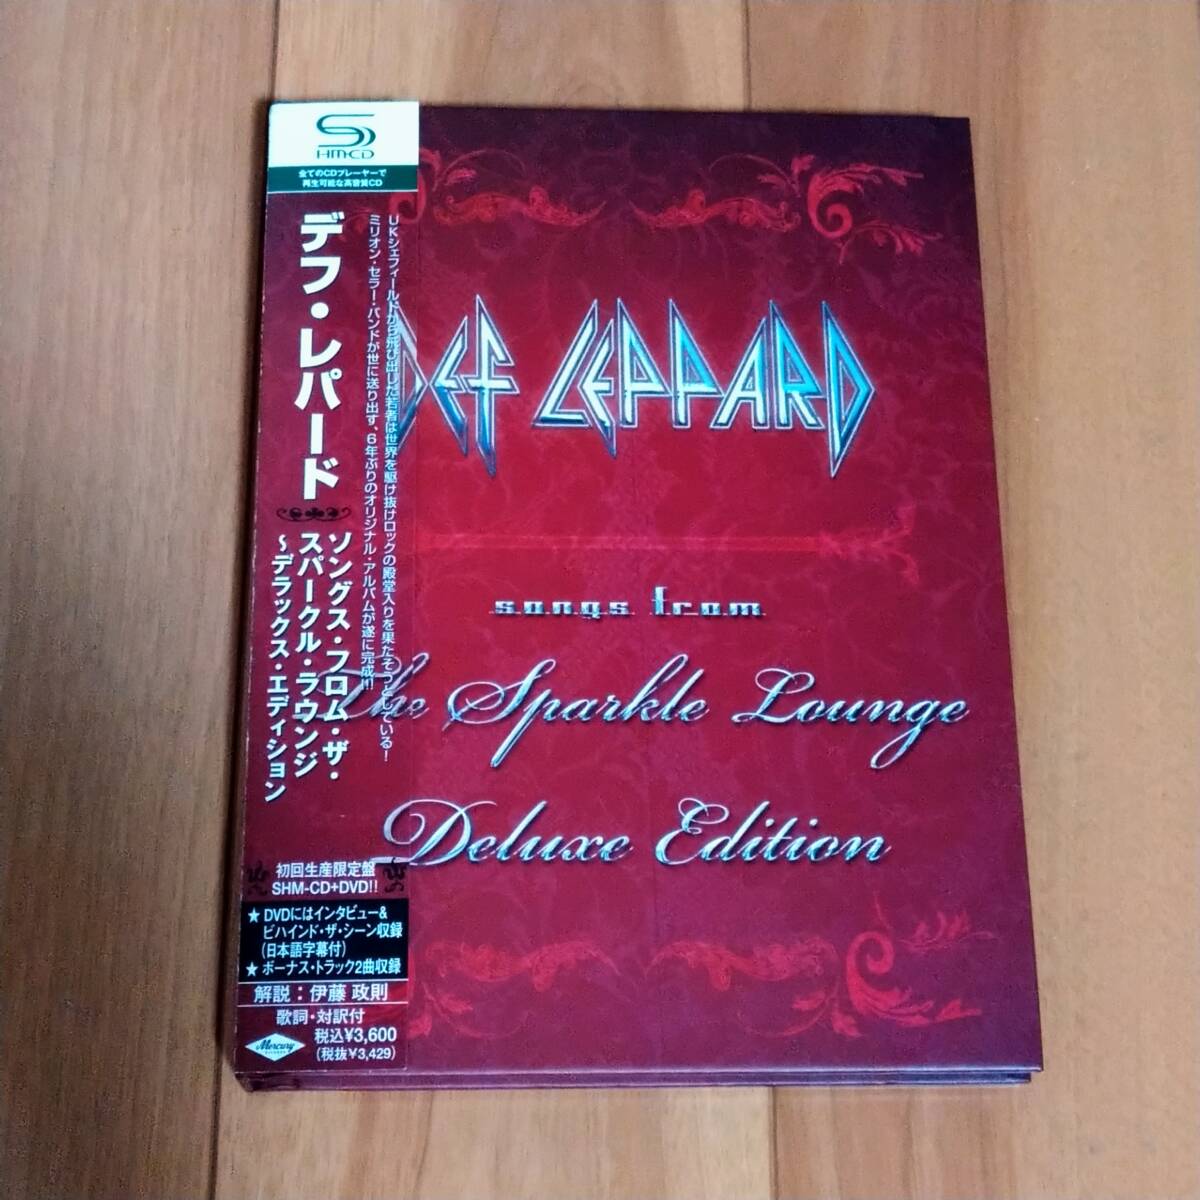 SHM-CD
全てのCDプレーヤーで
再生可能な高音質CD
UKシェフィールドから飛び出した若者は世界を駆け抜けロックの殿堂入りを果たそうとしている!
ミリオン・セラー・バンドが世に送り出す、6年ぶりのオリジナル・アルバムが遂に完成!!
デフ・レパード
ソングス・フロム・ザ・
スパークル・ラウンジ
~デラックス・エディション
初回生産限定盤
SHM-CD+DVD!!
★ DVDにはインタビュー&
ビハインド・ザ・シーン収録
(日本語字幕付)
★ ボーナス・トラック2曲収録
解説:伊藤 政則
歌詞・対訳付
税込¥3,600
(税抜¥3,429)
Mercury
DEF LEPPARD
songs from
The Sparkle Lounge
Deluxe Edition